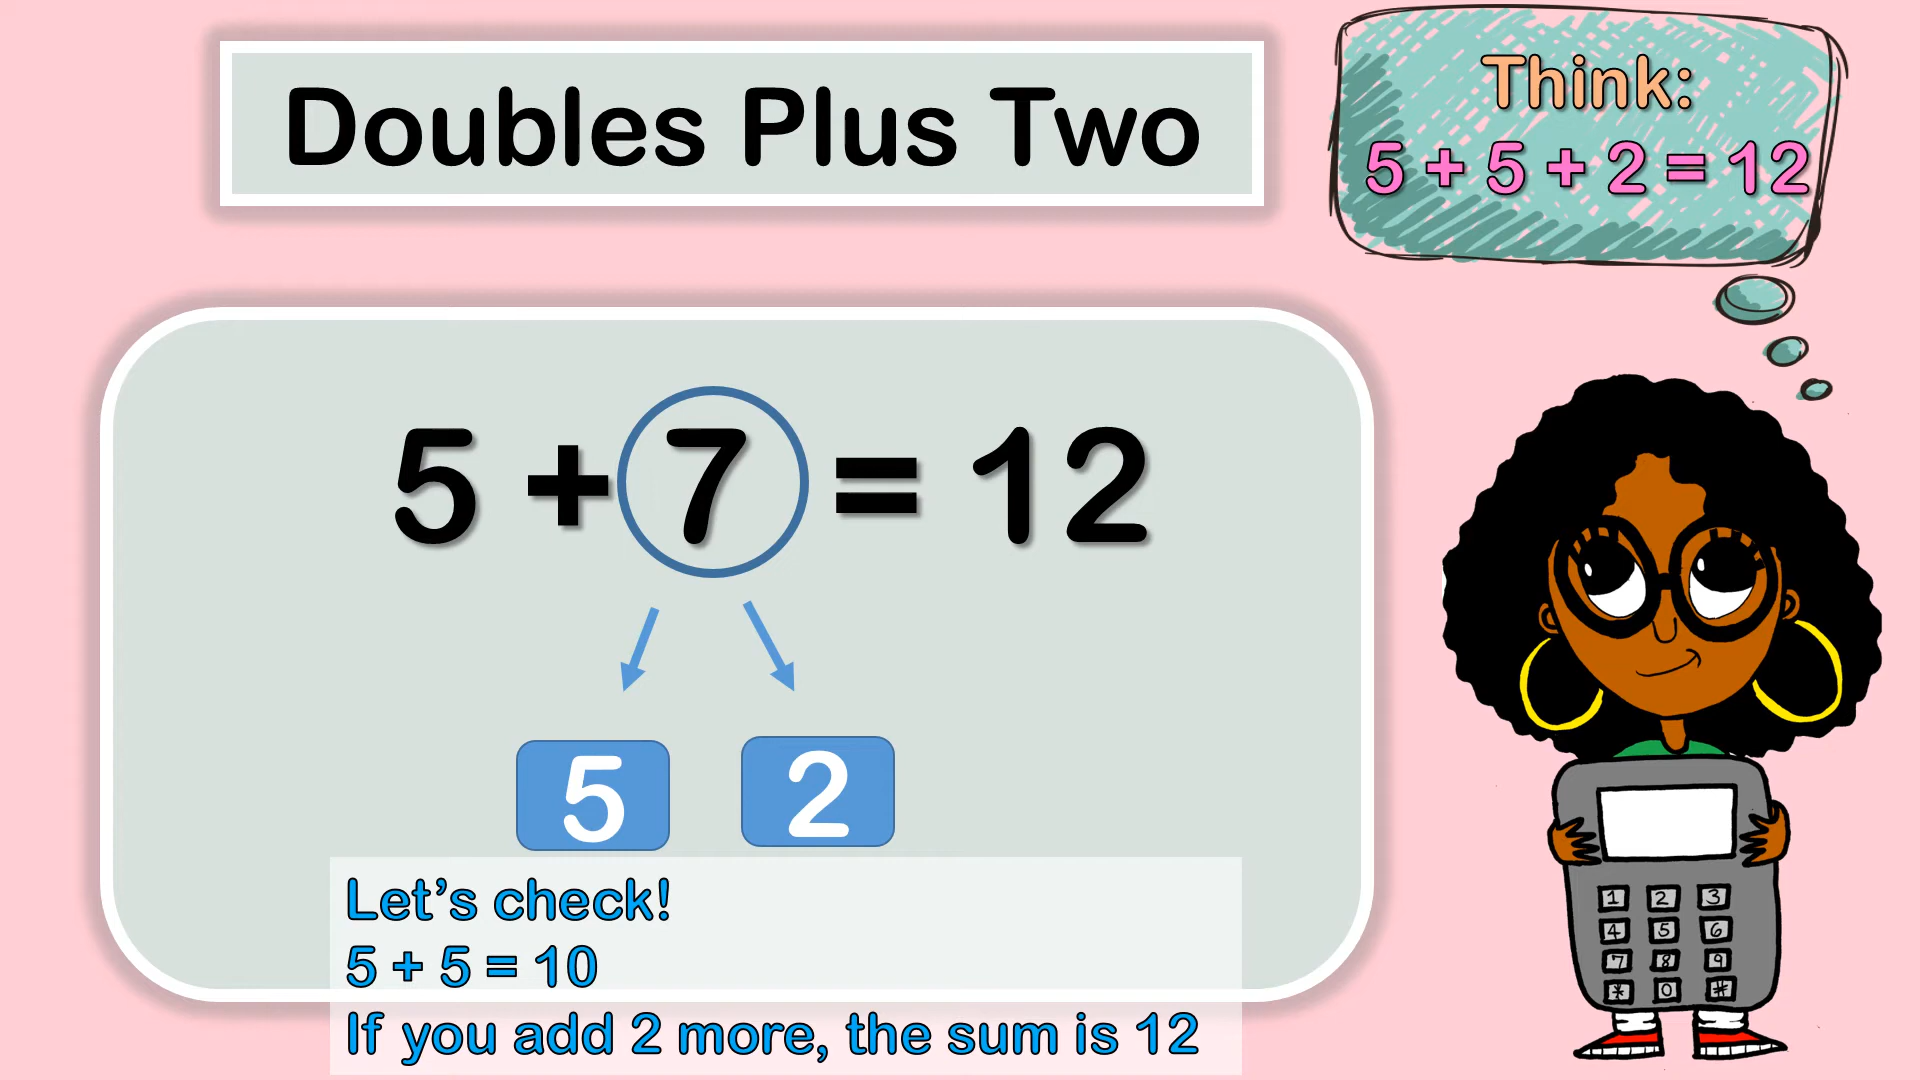 Doubles Plus Two
Think:
5 + 5 + 2 = 12
5 + 7 = 12
5 2
Let's check!
5 + 5 = 10
If you add 2 more, the sum is 12
1 2 3
4 5 6
7 8 9
* 0 #